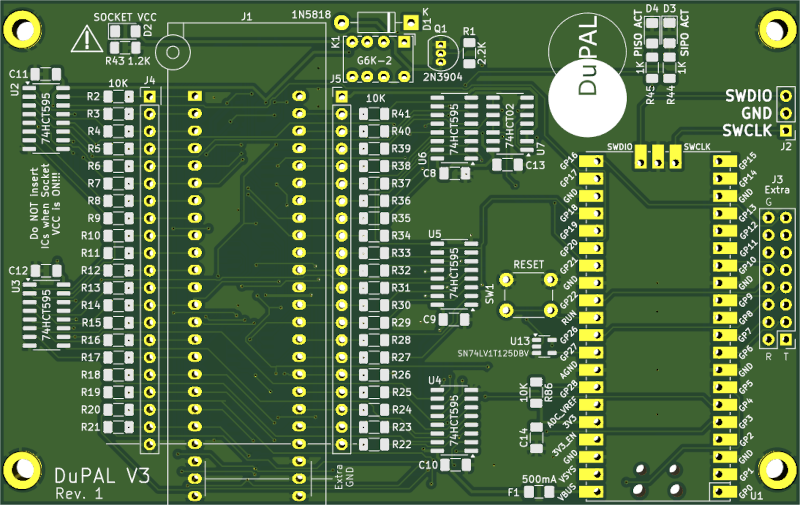 SOCKET VCC
D2
R43 1.2K
J1
1N5818
K
D1
K1
G6K-2
Q1
2N3904
R1
2.2K
DuPAL
D4 D3
PISO ACT
SIPO ACT
1K
1K
R45
R44
SWDIO
GND
SWCLK
J2
C11
U2
74HCT595
10K
J4
J5
10K
R2
R3
R4
R5
R6
R7
R8
R9
R10
R11
R12
R13
R14
R15
R16
R17
R18
R19
R20
R21
R41
R40
R39
R38
R37
R36
R35
R34
R33
R32
R31
R30
R29
R28
R27
R26
R25
R24
R23
R22
Do NOT Insert
ICs when Socket
VCC is ON!!!
C12
U3
74HCT595
74HCT595
U6
C8
74HCT02
U7
C13
U5
74HCT595
C9
U4
74HCT595
C10
RESET
SW1
U13
SN74LV1T125DBV
10K
R86
C14
500mA
F1
SWDIO
SWCLK
GP16
GP17
GND
GP18
GP19
GP20
GP21
GND
GP22
RUN
GP26
GP27
AGND
GP28
ADC_VREF
3V3
3V3_EN
GND
VSYS
VBUS
GP15
GP14
GND
GP13
GP12
GP11
GP10
GND
GP9
GP8
GP7
GP6
GND
GP5
GP4
GP3
GP2
GND
GP1
GP0
U1
J3
Extra
G
R T
Extra
GND
DuPAL V3
Rev. 1